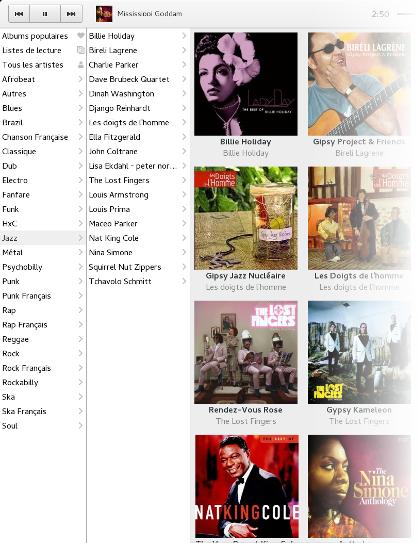 Mississippi Goddam
2:50
Albums populaires
Listes de lecture
Tous les artistes
Afrobeat
Autres
Blues
Brazil
Chanson Française
Classique
Dub
Electro
Fanfare
Funk
HxC
Jazz
Métal
Psychobilly
Punk
Punk Français
Rap
Rap Français
Reggae
Rock
Rock Français
Rockabilly
Ska
Ska Français
Soul
Billie Holiday
Bireli Lagrene
Charlie Parker
Dave Brubeck Quartet
Dinah Washington
Django Reinhardt
Les doigts de l'homme
Ella Fitzgerald
John Coltrane
Lisa Ekdahl - peter nor...
The Lost Fingers
Louis Armstrong
Louis Prima
Maceo Parker
Nat King Cole
Nina Simone
Squirrel Nut Zippers
Tchavolo Schmitt
LADY DAY
THE BEST OF BILLIE HOLIDAY
Billie Holiday
Billie Holiday
BIRÉLI LAGRÈNE
Gipsy Project & Friends
Bireli Lagrene
Les Doigts de l'Homme
Gipsy Jazz Nucléaire
Les doigts de l'homme
Les Doigts de l'homme
Les doigts de l'homme
THE LOST FINGERS
Rendez-Vous Rose
The Lost Fingers
THE LOST FINGERS
Gypsy Kameleon
The Lost Fingers
THE BEST OF
NAT KING COLE
The Nina Simone Anthology